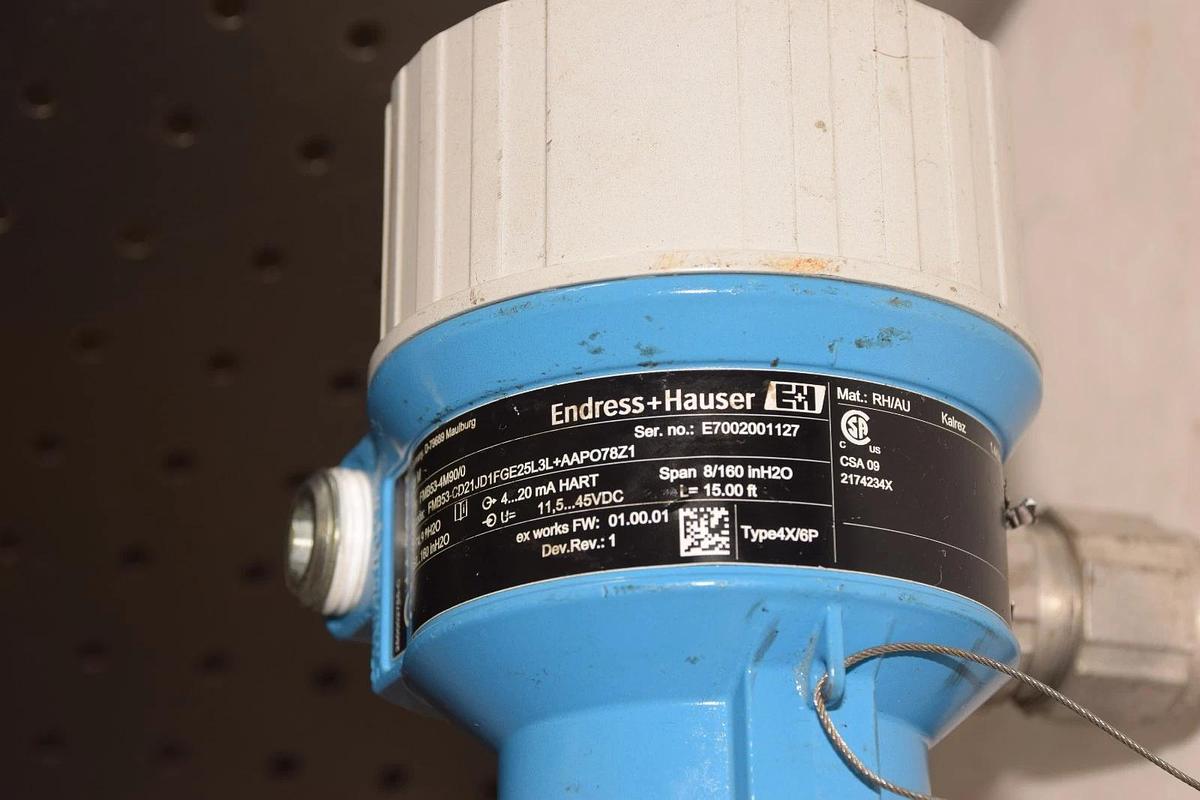 Endress+Hauser E+H
D-79689 Maulburg
Ser. no.: E7002001127
FMB53-4M90/0
FMB53-CD21JD1FGE25L3L+AAPO78Z1
4...20 mA HART
Span 8/160 inH2O
U= 11,5...45VDC
L= 15.00 ft
160 inH2O
ex works FW: 01.00.01
Dev.Rev.: 1
Type4X/6P
Mat.: RH/AU
Kalrez
C US
CSA 09
2174234X